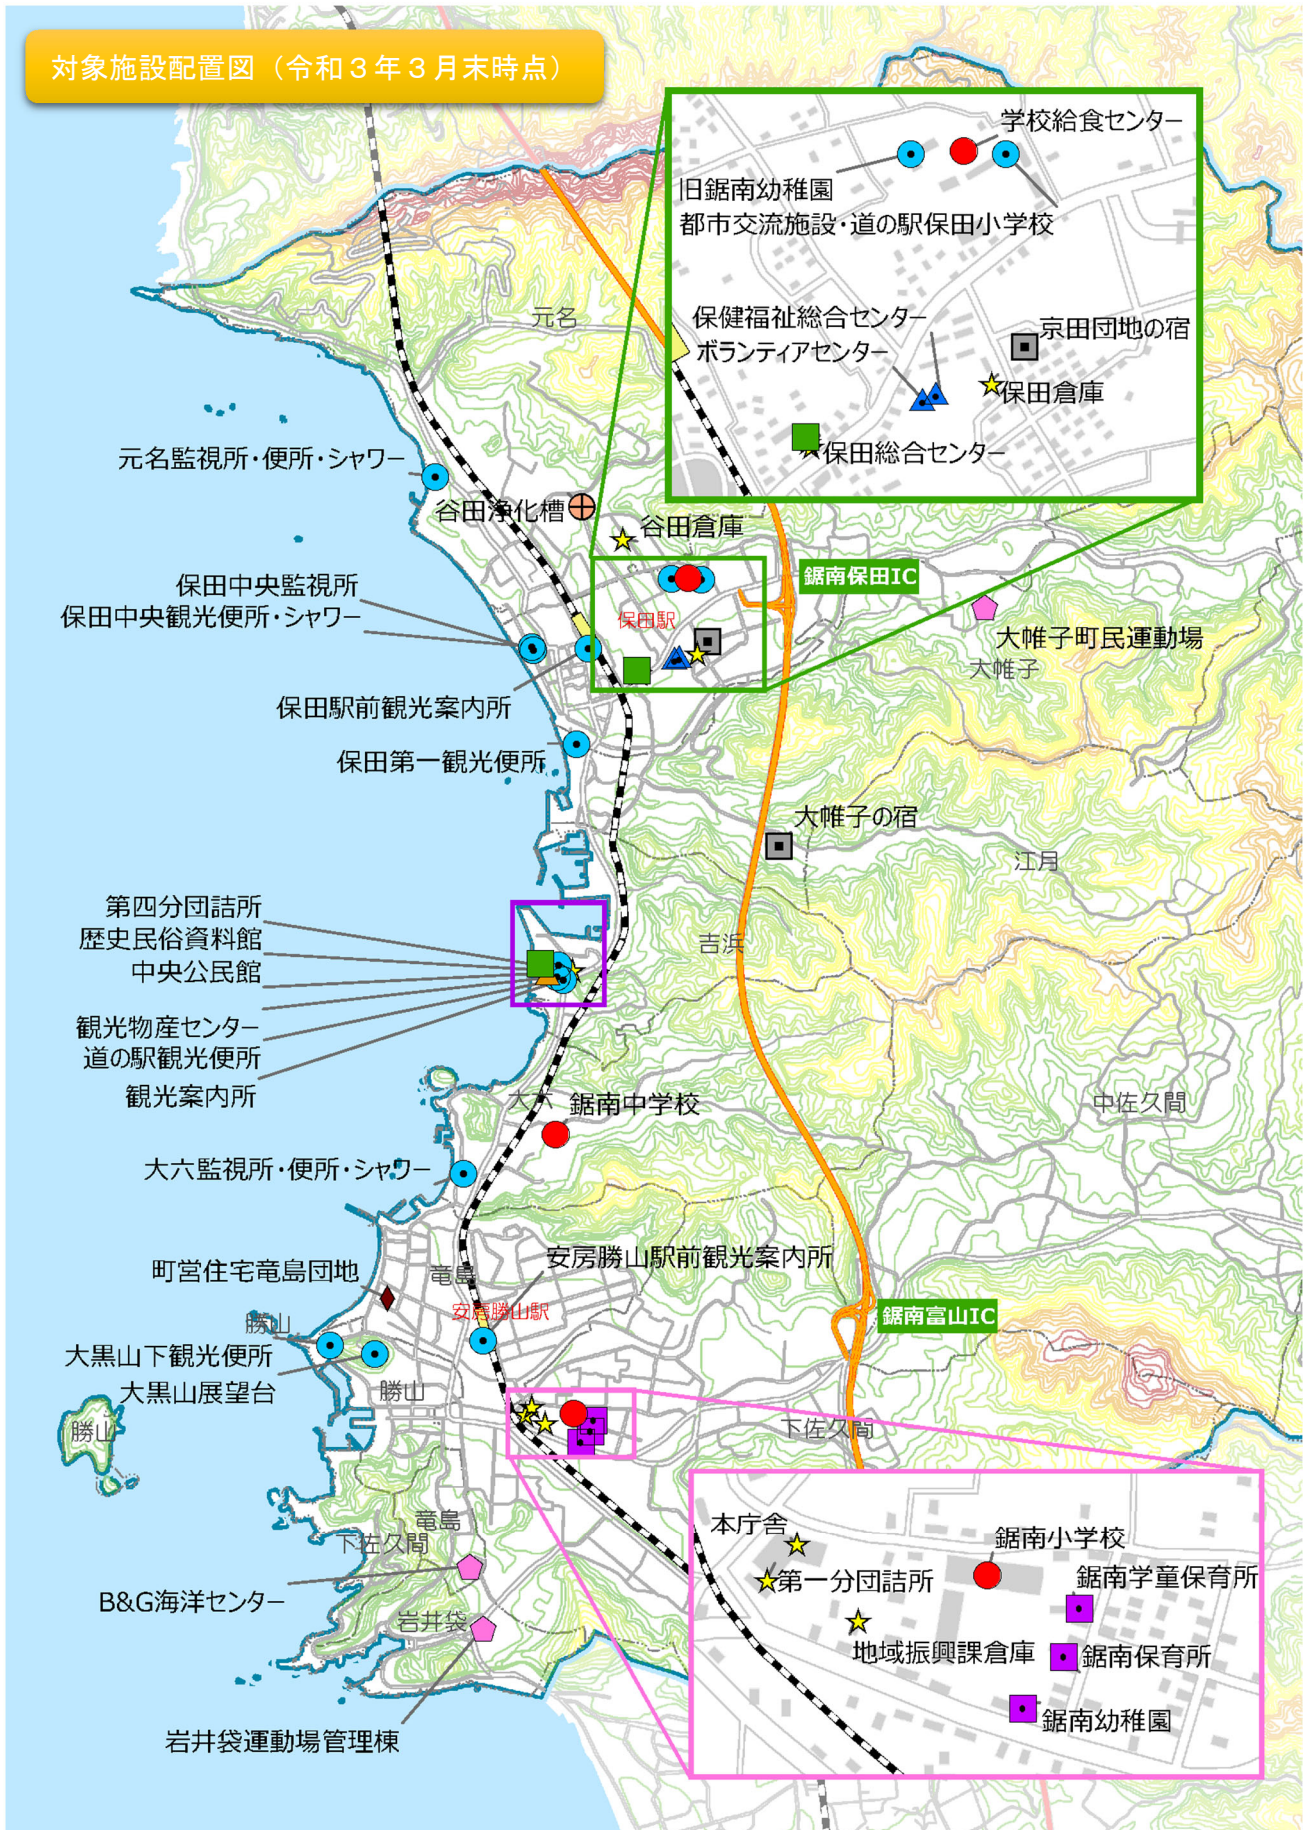 対象施設配置図（令和３年３月末時点）
学校給食センター
旧鋸南幼稚園
都市交流施設・道の駅保田小学校
保健福祉総合センター
ボランティアセンター
京田団地の宿
保田倉庫
保田総合センター
元名
元名監視所・便所・シャワー
谷田浄化槽
谷田倉庫
鋸南保田IC
保田中央監視所
保田中央観光便所・シャワー
保田駅
大帷子町民運動場
大帷子
保田駅前観光案内所
保田第一観光便所
大帷子の宿
江月
第四分団詰所
歴史民俗資料館
中央公民館
吉浜
観光物産センター
道の駅観光便所
観光案内所
大六
鋸南中学校
中佐久間
大六監視所・便所・シャワー
安房勝山駅前観光案内所
町営住宅竜島団地
竜島
安房勝山駅
鋸南富山IC
勝山
大黒山下観光便所
大黒山展望台
勝山
勝山
下佐久間
本庁舎
鋸南小学校
第一分団詰所
鋸南学童保育所
地域振興課倉庫
鋸南保育所
鋸南幼稚園
竜島
下佐久間
B&G海洋センター
岩井袋
岩井袋運動場管理棟